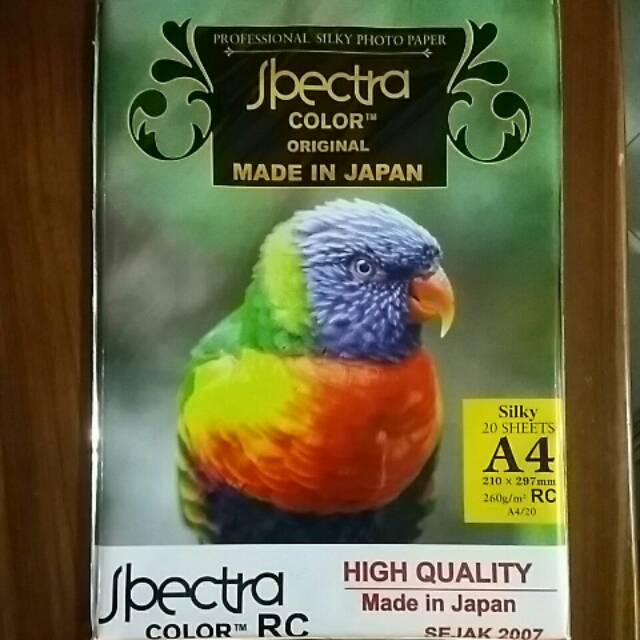 PROFESSIONAL SILKY PHOTO PAPER
Spectra
COLOR™
ORIGINAL
MADE IN JAPAN
Silky
20 SHEETS
A4
210 × 297mm
260g/m² RC
A4/20
Spectra
COLOR™ RC
HIGH QUALITY
Made in Japan
SEJAK 2007